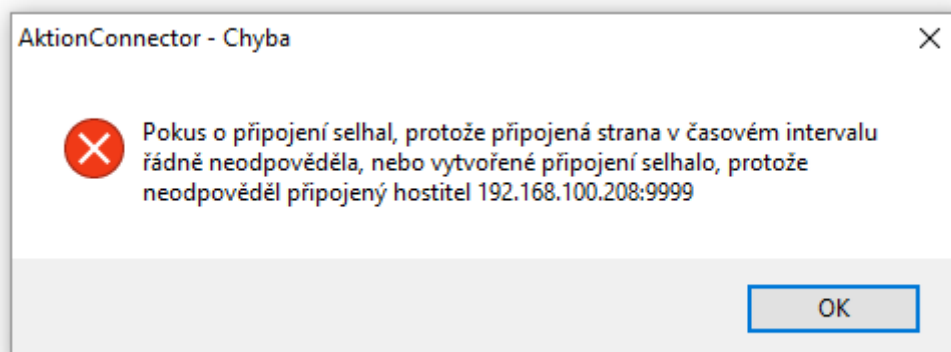 AktionConnector - Chyba
Pokus o připojení selhal, protože připojená strana v časovém intervalu
řádně neodpověděla, nebo vytvořené připojení selhalo, protože
neodpověděl připojený hostitel 192.168.100.208:9999
OK